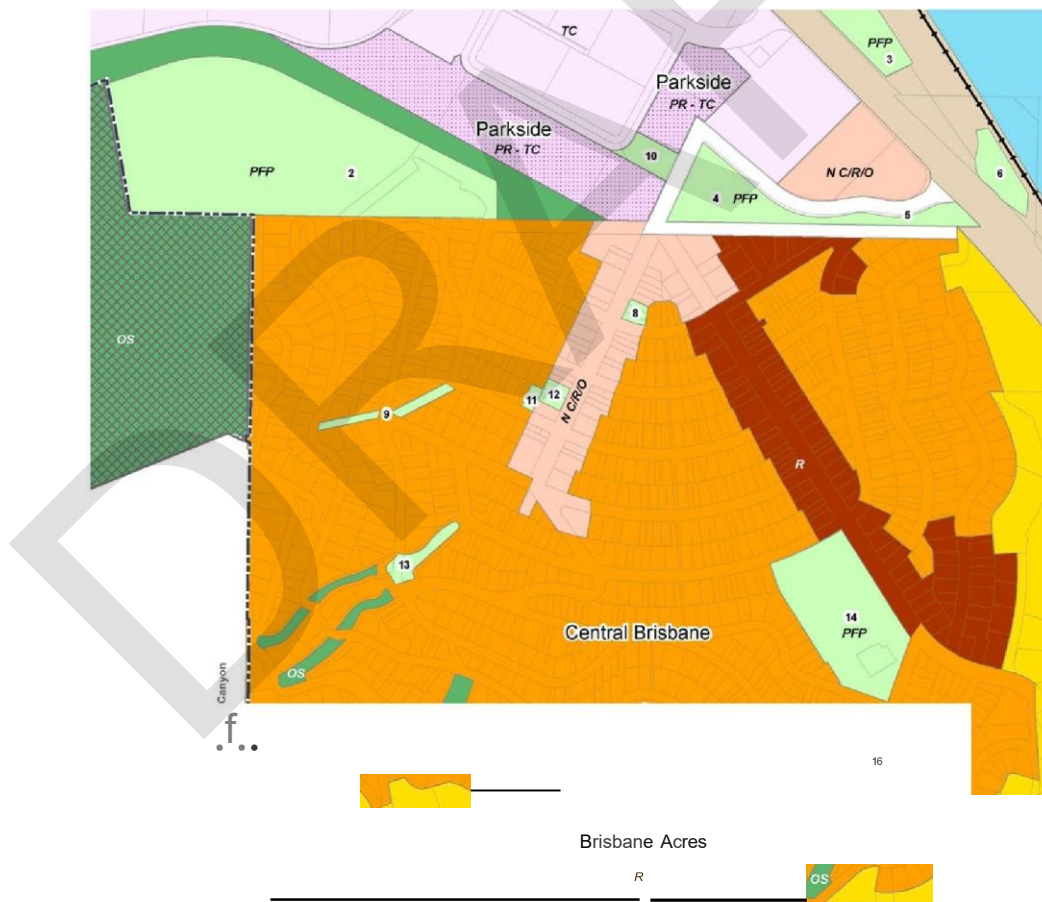 TC
PFP
3
Parkside
PR - TC
Parkside
PR - TC
10
N C/R/O
6
PFP
2
4
PFP
5
OS
8
11
12
N C/R/O
9
R
13
14
PFP
Central Brisbane
OS
Canyon
.f..
16
Brisbane Acres
R
OS
DRAFT